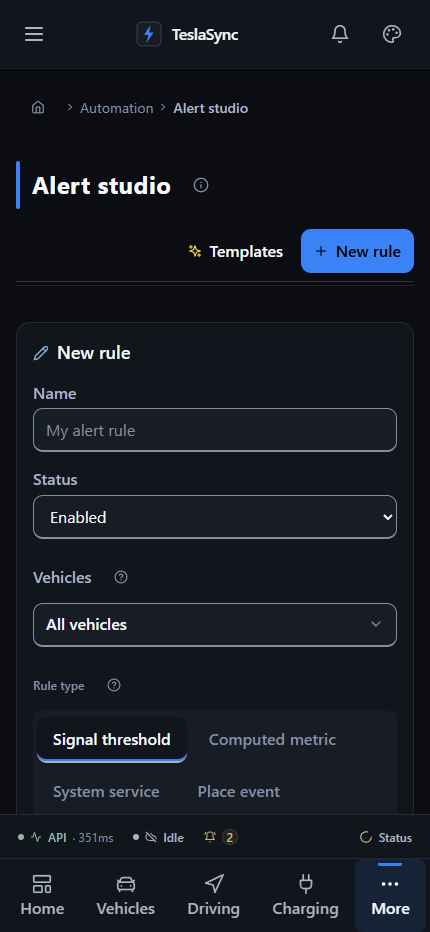 TeslaSync
Automation Alert studio
Alert studio
Templates
New rule
New rule
Name
My alert rule
Status
Enabled
Vehicles
All vehicles
Rule type
Signal threshold Computed metric
System service Place event
API · 351ms Idle 2 Status
Home Vehicles Driving Charging More